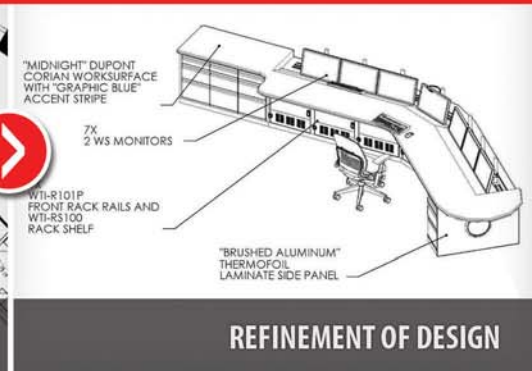 "MIDNIGHT" DUPONT
CORIAN WORKSURFACE
WITH "GRAPHIC BLUE"
ACCENT STRIPE
7X
2 WS MONITORS
WTI-R101P
FRONT RACK RAILS AND
WTI-RS100
RACK SHELF
"BRUSHED ALUMINUM"
THERMOFOIL
LAMINATE SIDE PANEL
REFINEMENT OF DESIGN